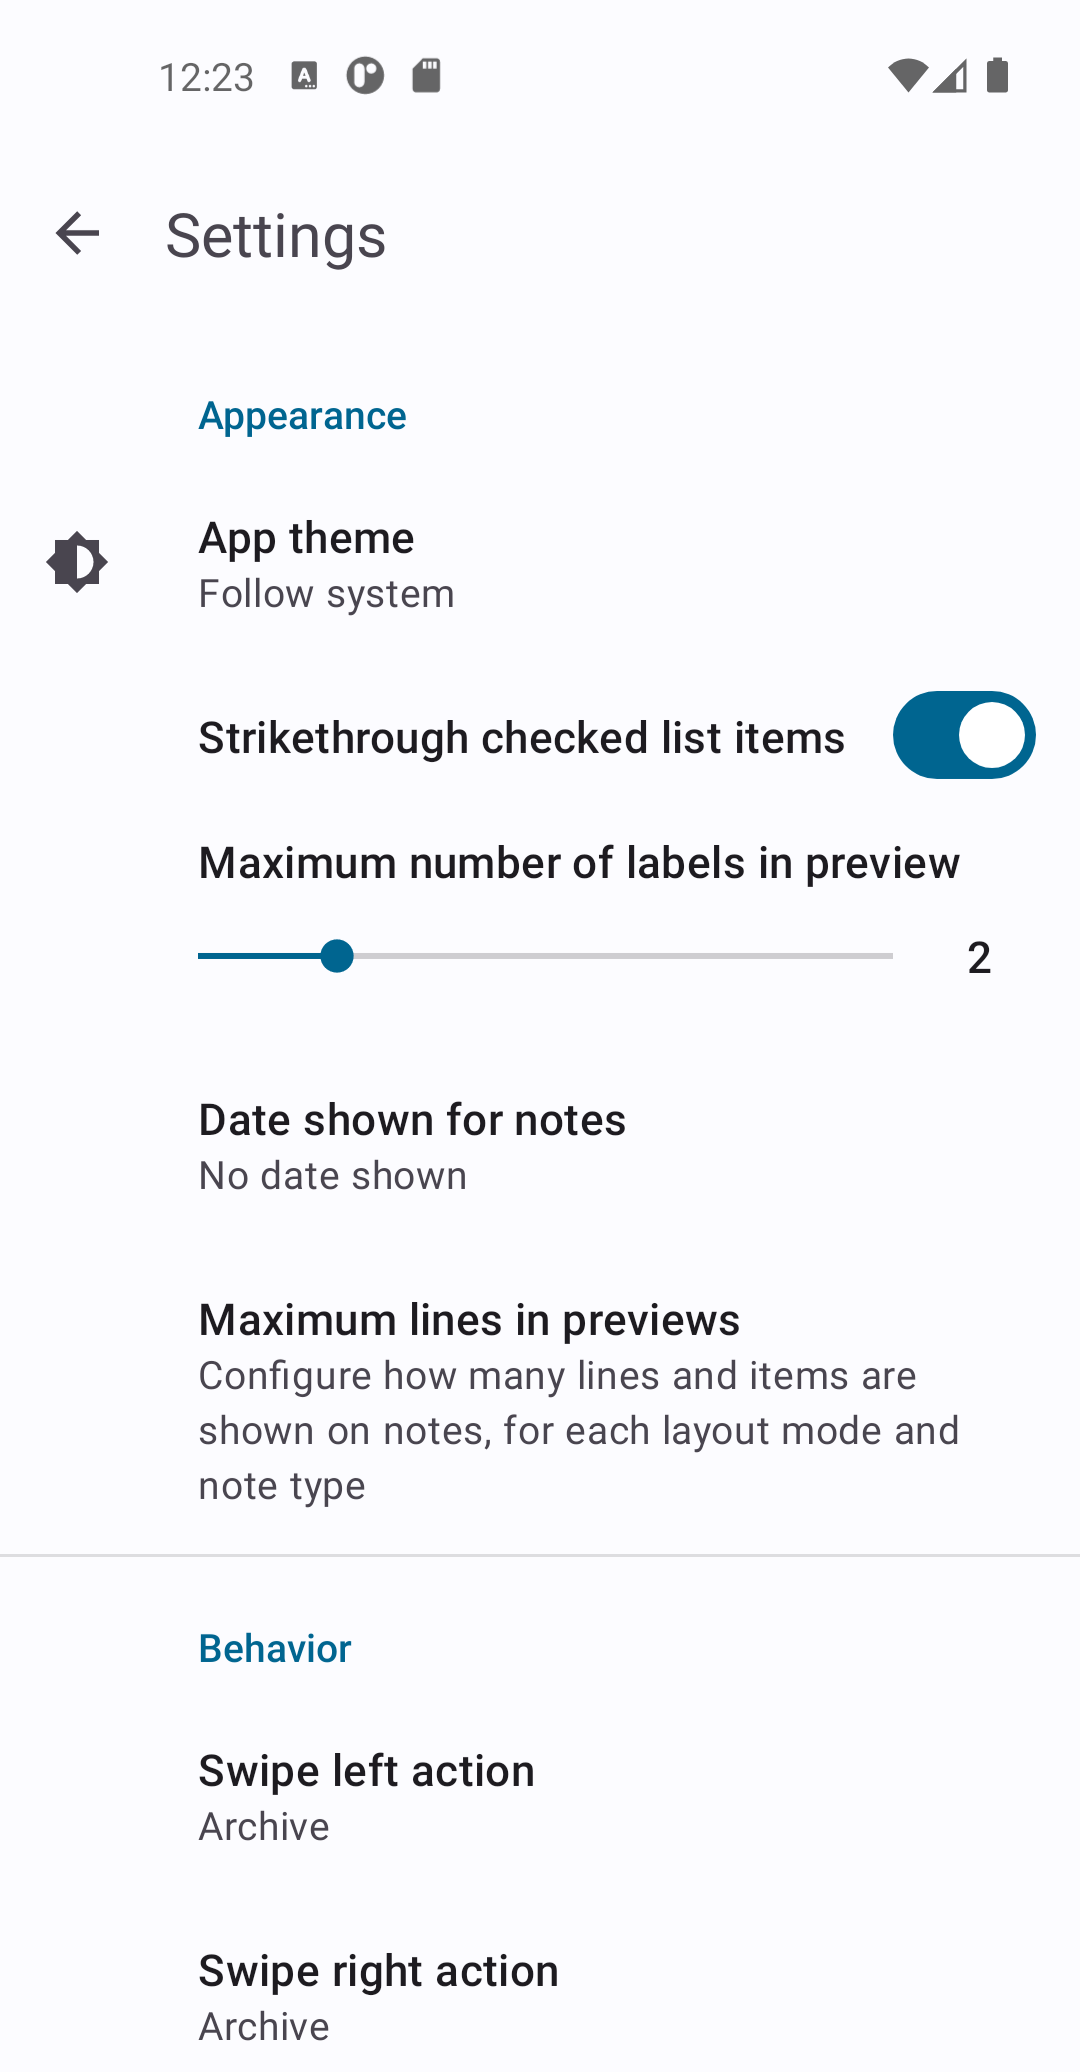 12:23
Settings
Appearance
App theme
Follow system
Strikethrough checked list items
Maximum number of labels in preview
2
Date shown for notes
No date shown
Maximum lines in previews
Configure how many lines and items are
shown on notes, for each layout mode and
note type
Behavior
Swipe left action
Archive
Swipe right action
Archive